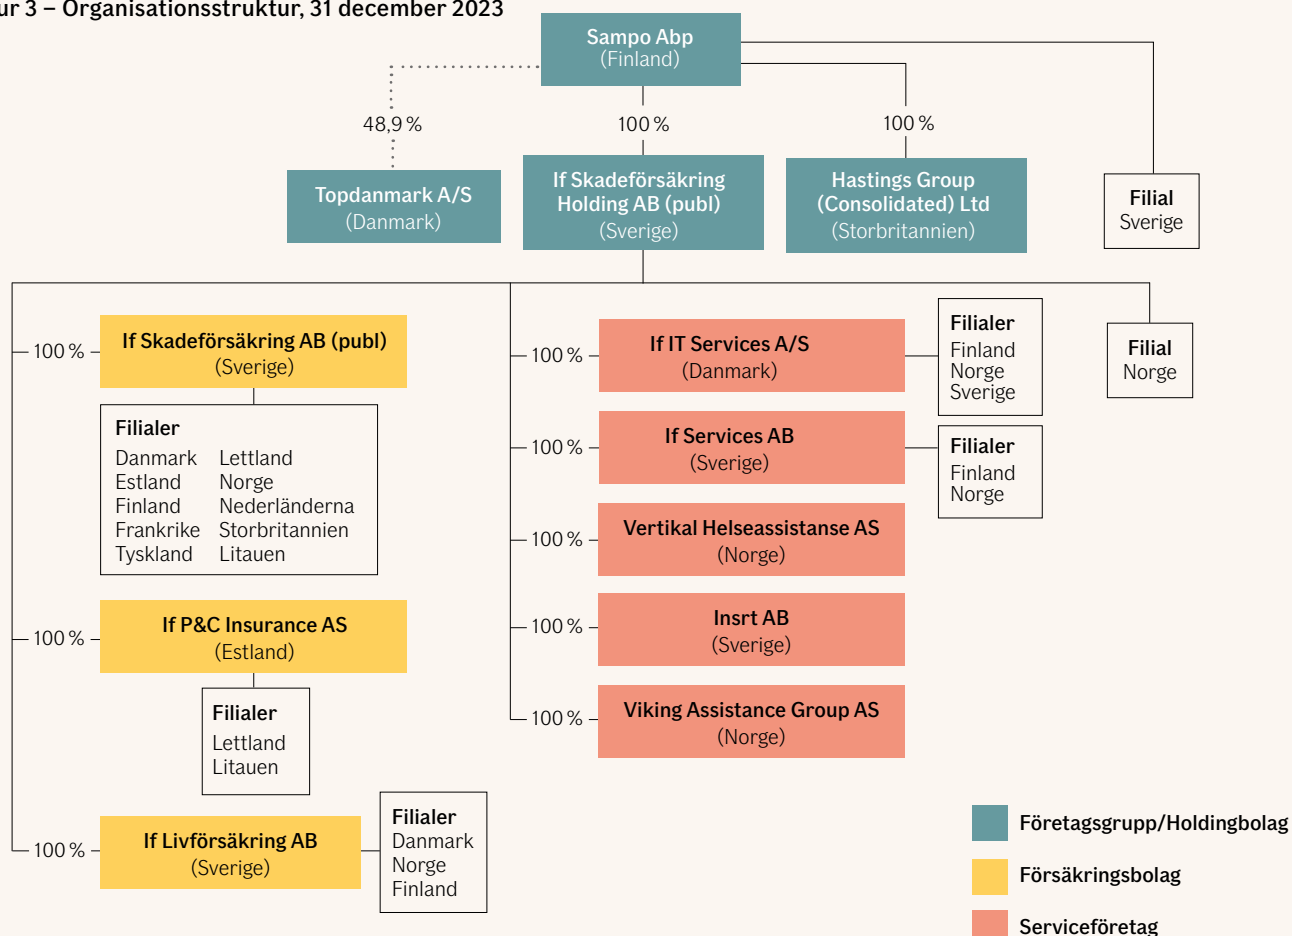 ur 3 – Organisationsstruktur, 31 december 2023
Sampo Abp
(Finland)
48,9 %
100 %
100 %
Topdanmark A/S
(Danmark)
If Skadeförsäkring
Holding AB (publ)
(Sverige)
Hastings Group
(Consolidated) Ltd
(Storbritannien)
Filial
Sverige
100 %
If Skadeförsäkring AB (publ)
(Sverige)
Filialer
Danmark Lettland
Estland Norge
Finland Nederländerna
Frankrike Storbritannien
Tyskland Litauen
100 %
If P&C Insurance AS
(Estland)
Filialer
Lettland
Litauen
100 %
If Livförsäkring AB
(Sverige)
Filialer
Danmark
Norge
Finland
100 %
If IT Services A/S
(Danmark)
Filialer
Finland
Norge
Sverige
100 %
If Services AB
(Sverige)
Filialer
Finland
Norge
100 %
Vertikal Helseassistanse AS
(Norge)
100 %
Insrt AB
(Sverige)
100 %
Viking Assistance Group AS
(Norge)
Filial
Norge
Företagsgrupp/Holdingbolag
Försäkringsbolag
Serviceföretag